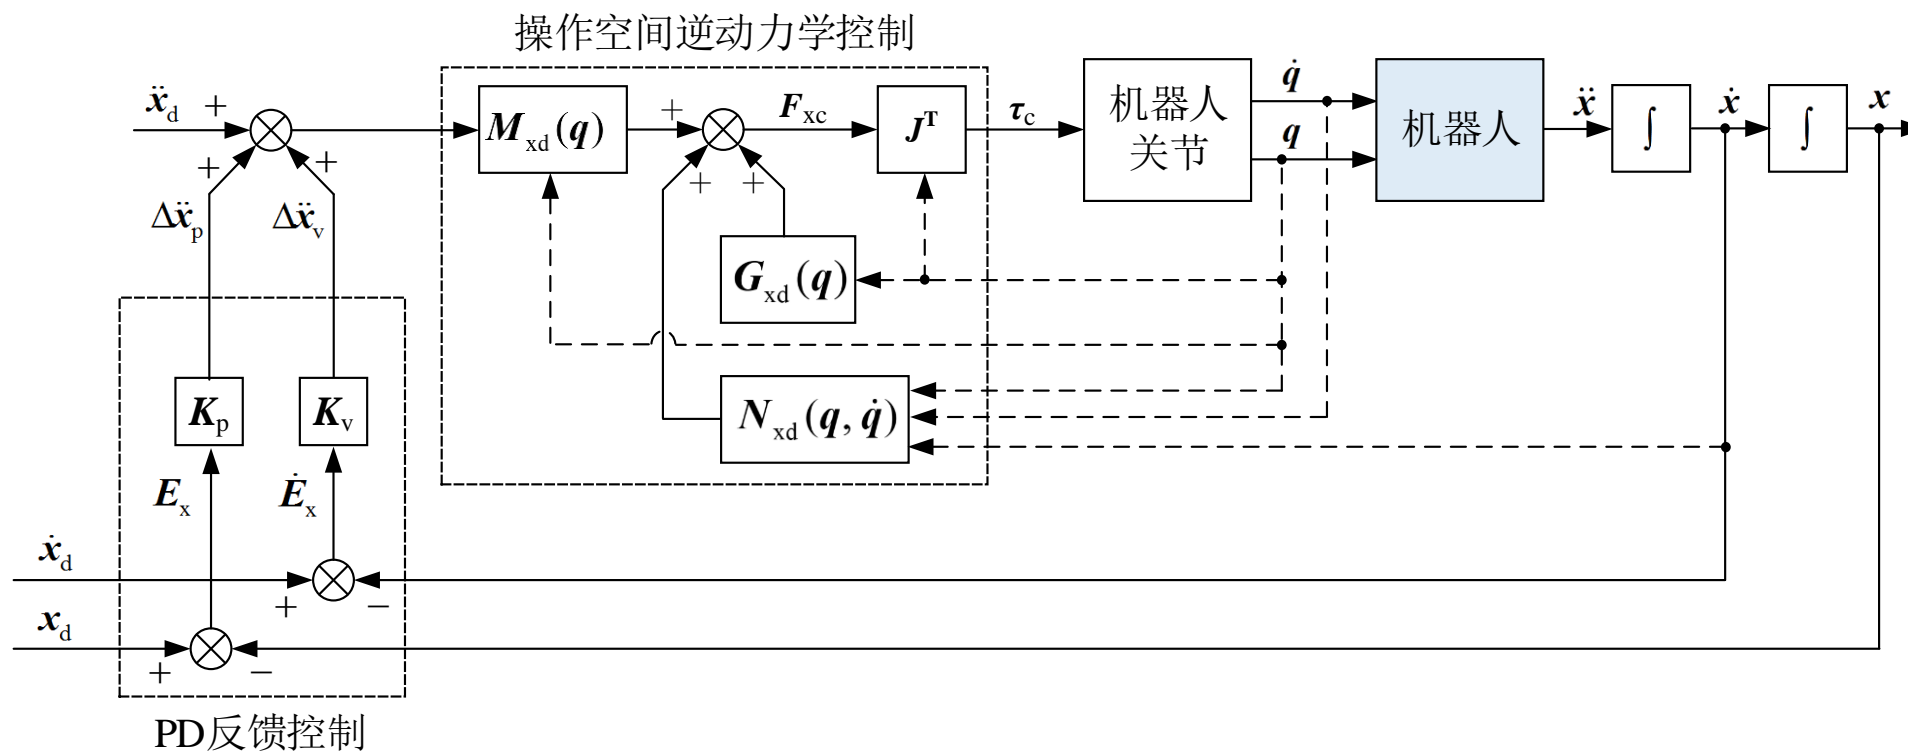 操作空间逆动力学控制
ẍd + Mxd(q) + Fxc Jᵀ τc 机器人关节 q̇ q 机器人 ẍ ∫ ẋ ∫ x
+ + + +
Δẍp Δẍv
Gxd(q)
Kp Kv Nxd(q, q̇)
Ex Ėx
ẋd + −
xd + −
PD反馈控制